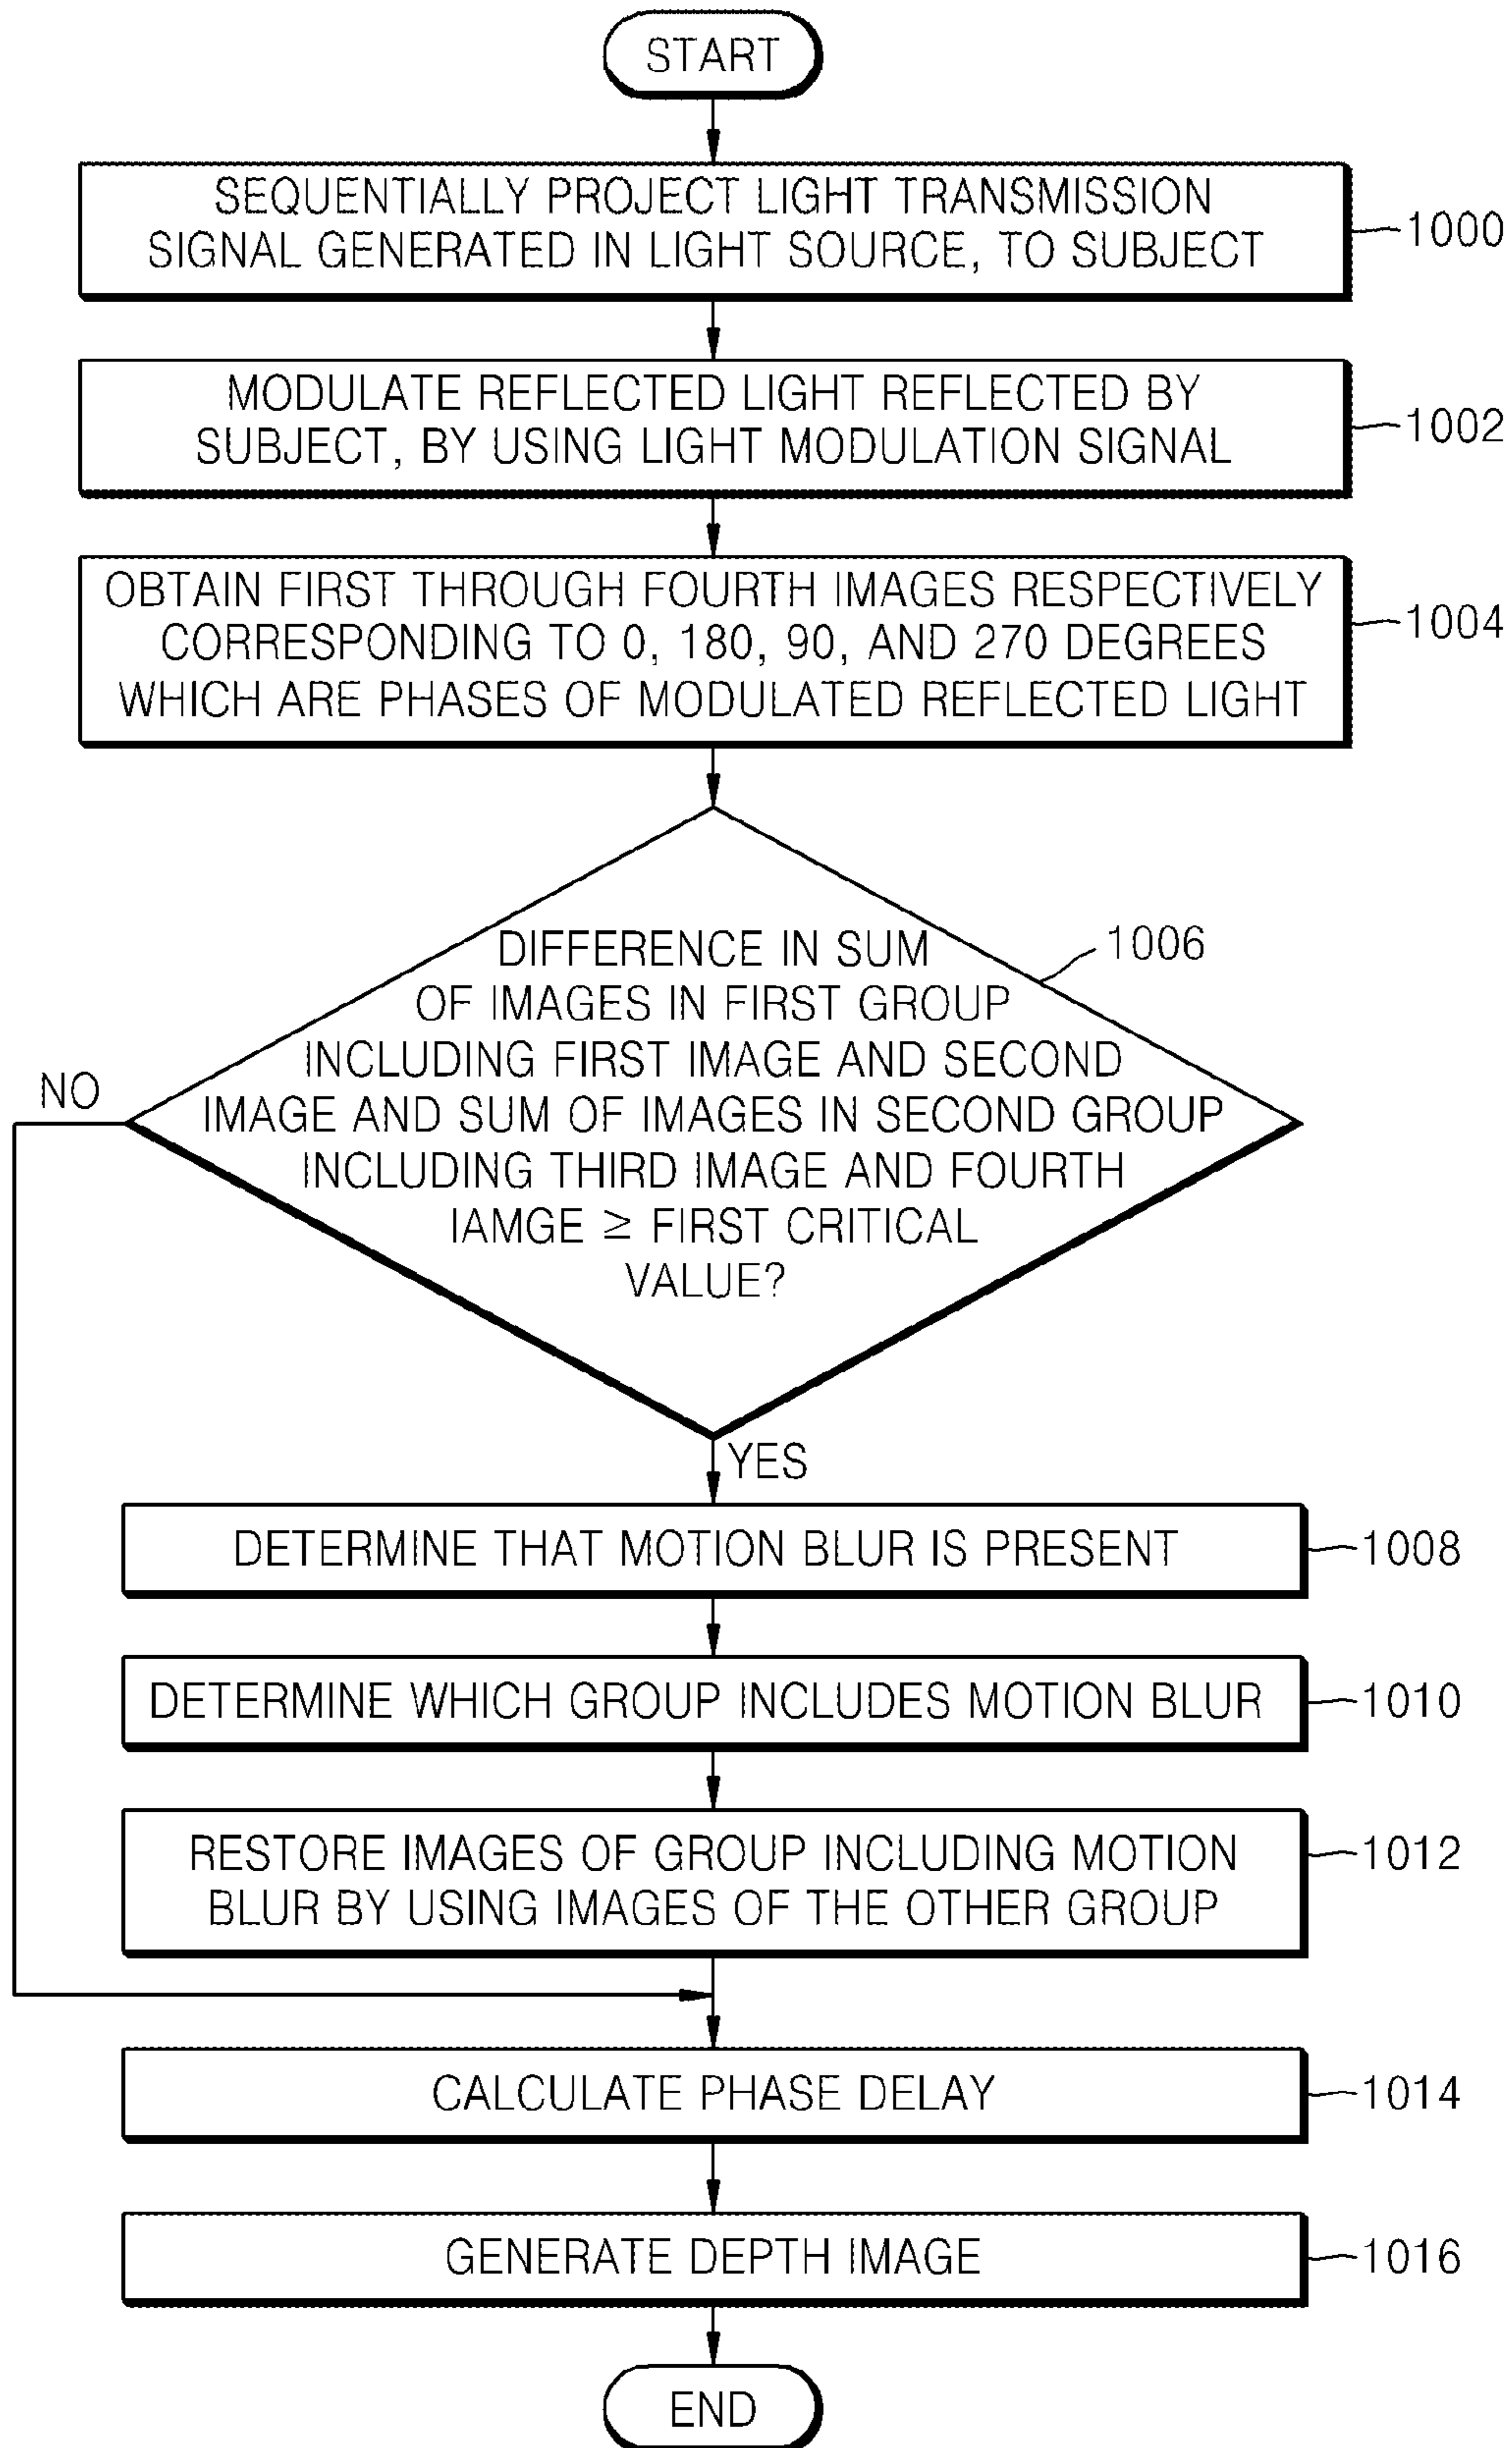 START
SEQUENTIALLY PROJECT LIGHT TRANSMISSION
SIGNAL GENERATED IN LIGHT SOURCE, TO SUBJECT
1000
MODULATE REFLECTED LIGHT REFLECTED BY
SUBJECT, BY USING LIGHT MODULATION SIGNAL
1002
OBTAIN FIRST THROUGH FOURTH IMAGES RESPECTIVELY
CORRESPONDING TO 0, 180, 90, AND 270 DEGREES
WHICH ARE PHASES OF MODULATED REFLECTED LIGHT
1004
DIFFERENCE IN SUM
OF IMAGES IN FIRST GROUP
INCLUDING FIRST IMAGE AND SECOND
IMAGE AND SUM OF IMAGES IN SECOND GROUP
INCLUDING THIRD IMAGE AND FOURTH
IAMGE ≥ FIRST CRITICAL
VALUE?
1006
NO
YES
DETERMINE THAT MOTION BLUR IS PRESENT
1008
DETERMINE WHICH GROUP INCLUDES MOTION BLUR
1010
RESTORE IMAGES OF GROUP INCLUDING MOTION
BLUR BY USING IMAGES OF THE OTHER GROUP
1012
CALCULATE PHASE DELAY
1014
GENERATE DEPTH IMAGE
1016
END